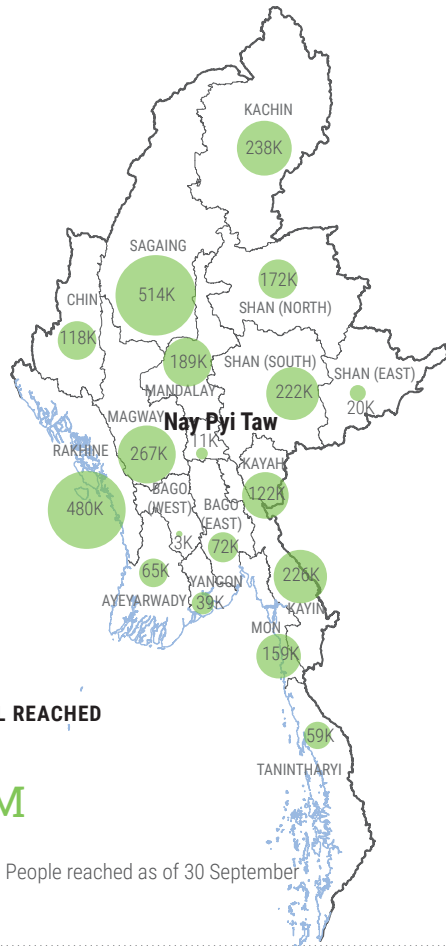 KACHIN
238K
SAGAING
514K
172K
SHAN (NORTH)
CHIN
118K
189K
MANDALAY
SHAN (SOUTH)
222K
SHAN (EAST)
20K
MAGWAY
Nay Pyi Taw
11K
267K
RAKHINE
480K
KAYAH
122K
BAGO
(WEST)
3K
BAGO
(EAST)
72K
65K
AYEYARWADY
YANGON
39K
226K
KAYIN
MON
159K
L REACHED
59K
TANINTHARYI
M
People reached as of 30 September